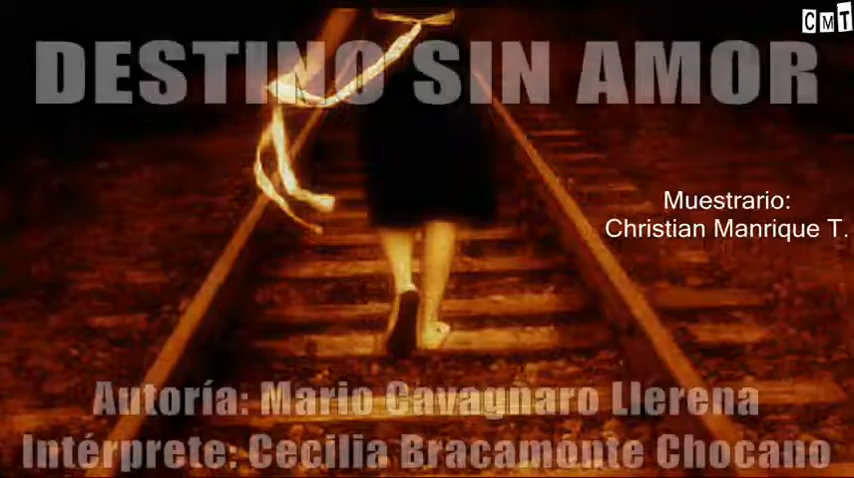 CMT
DESTINO SIN AMOR
Muestrario:
Christian Manrique T.
Autoría: Mario Cavagnaro Llerena
Intérprete: Cecilia Bracamonte Chocano